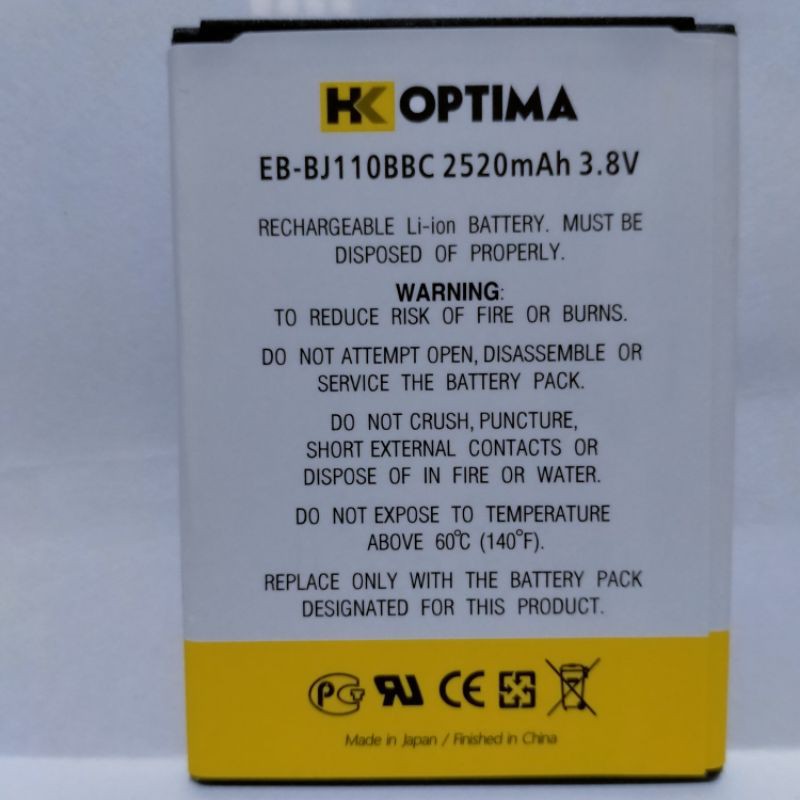 HK OPTIMA
EB-BJ110BBC 2520mAh 3.8V
RECHARGEABLE Li-ion BATTERY. MUST BE
DISPOSED OF PROPERLY.
WARNING:
TO REDUCE RISK OF FIRE OR BURNS.
DO NOT ATTEMPT OPEN, DISASSEMBLE OR
SERVICE THE BATTERY PACK.
DO NOT CRUSH, PUNCTURE,
SHORT EXTERNAL CONTACTS OR
DISPOSE OF IN FIRE OR WATER.
DO NOT EXPOSE TO TEMPERATURE
ABOVE 60℃ (140°F).
REPLACE ONLY WITH THE BATTERY PACK
DESIGNATED FOR THIS PRODUCT.
CE
Made in Japan / Finished in China